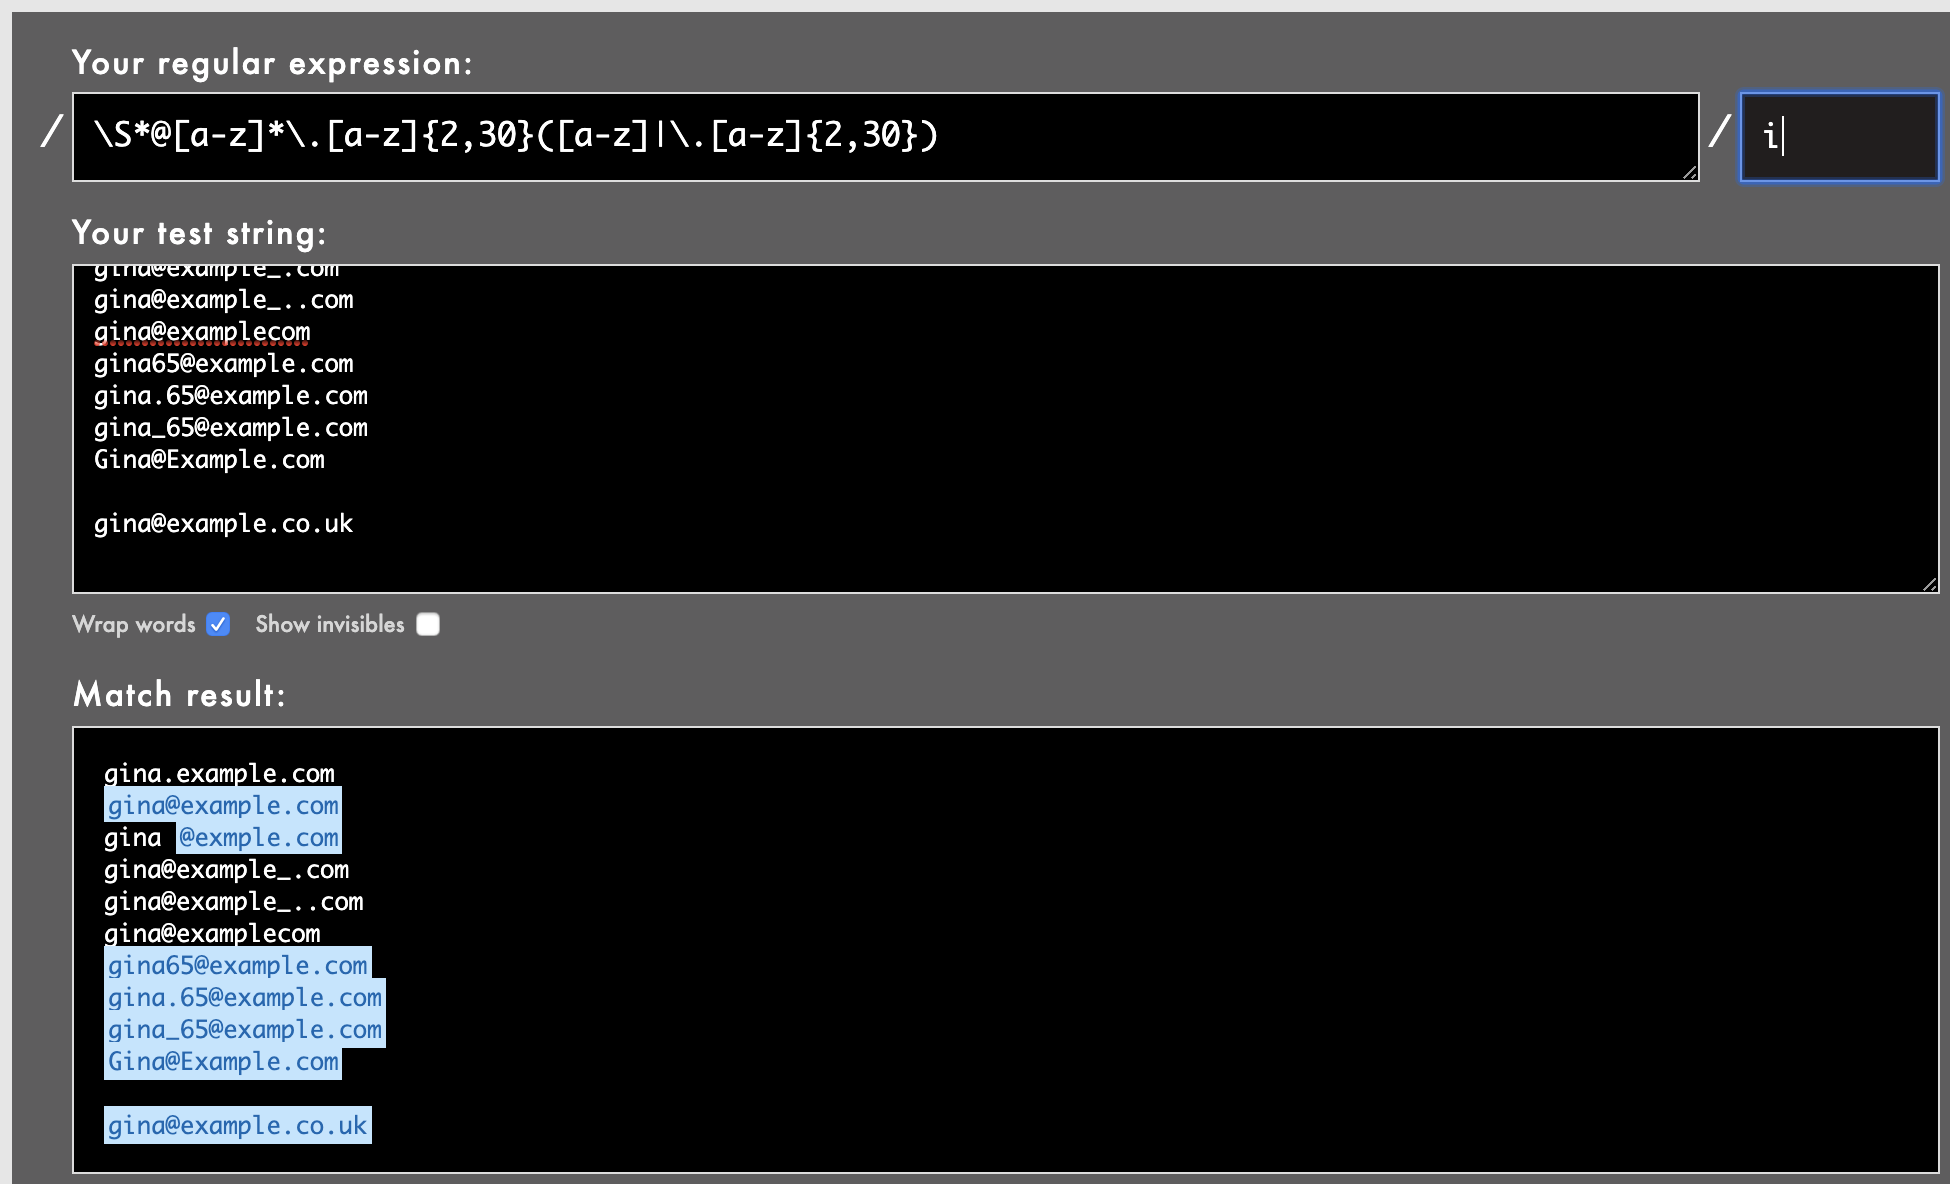 Your regular expression:
/ \S*@[a-z]*\.[a-z]{2,30}([a-z]|\.[a-z]{2,30}) / i
Your test string:
gina@example_.com
gina@example_..com
gina@examplecom
gina65@example.com
gina.65@example.com
gina_65@example.com
Gina@Example.com
gina@example.co.uk
Wrap words Show invisibles
Match result:
gina.example.com
gina@example.com
gina @exmple.com
gina@example_.com
gina@example_..com
gina@examplecom
gina65@example.com
gina.65@example.com
gina_65@example.com
Gina@Example.com
gina@example.co.uk